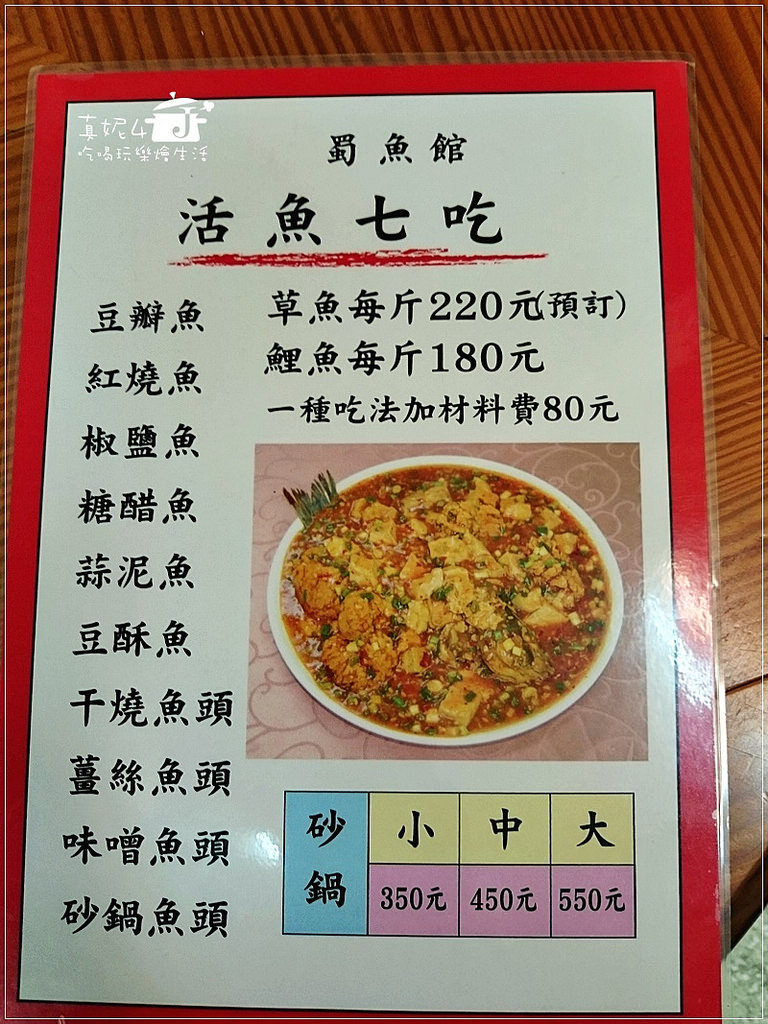 真妮4
吃喝玩樂燴生活
蜀魚館
活魚七吃
豆瓣魚
紅燒魚
椒鹽魚
糖醋魚
蒜泥魚
豆酥魚
干燒魚頭
薑絲魚頭
味噌魚頭
砂鍋魚頭
草魚每斤220元(預訂)
鯉魚每斤180元
一種吃法加材料費80元
砂鍋
小 中 大
350元 450元 550元